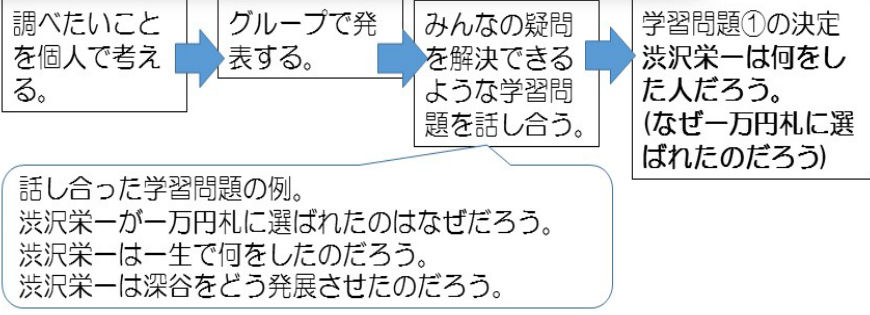 調べたいこと
を個人で考え
る。
グループで発
表する。
みんなの疑問
を解決できる
ような学習問
題を話し合う。
学習問題①の決定
渋沢栄一は何をし
た人だろう。
(なぜ一万円札に選
ばれたのだろう)
話し合った学習問題の例。
渋沢栄一が一万円札に選ばれたのはなぜだろう。
渋沢栄一は一生で何をしたのだろう。
渋沢栄一は深谷をどう発展させたのだろう。